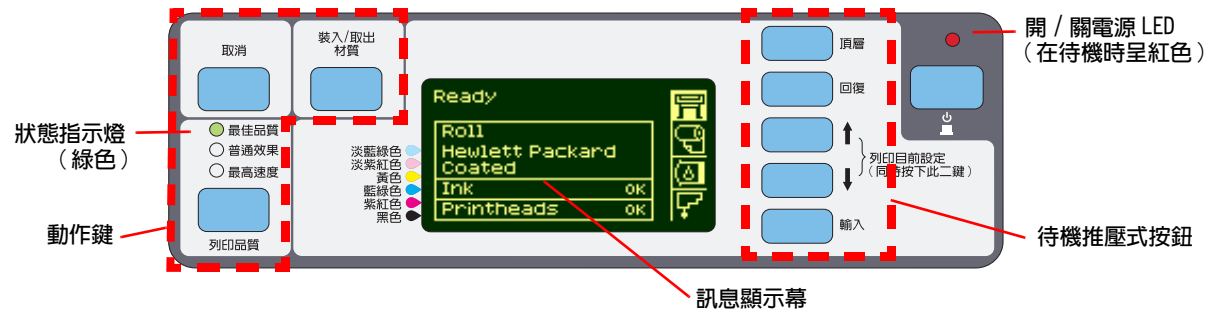 取消
裝入/取出
材質
狀態指示燈
（綠色）
最佳品質
普通效果
最高速度
動作鍵
列印品質
淡藍綠色
淡紫紅色
黃色
藍綠色
紫紅色
黑色
Ready
Roll
Hewlett Packard
Coated
Ink OK
Printheads OK
訊息顯示幕
頂層
回復
列印目前設定
（同時按下此二鍵）
輸入
開 / 關電源 LED
（在待機時呈紅色）
待機推壓式按鈕